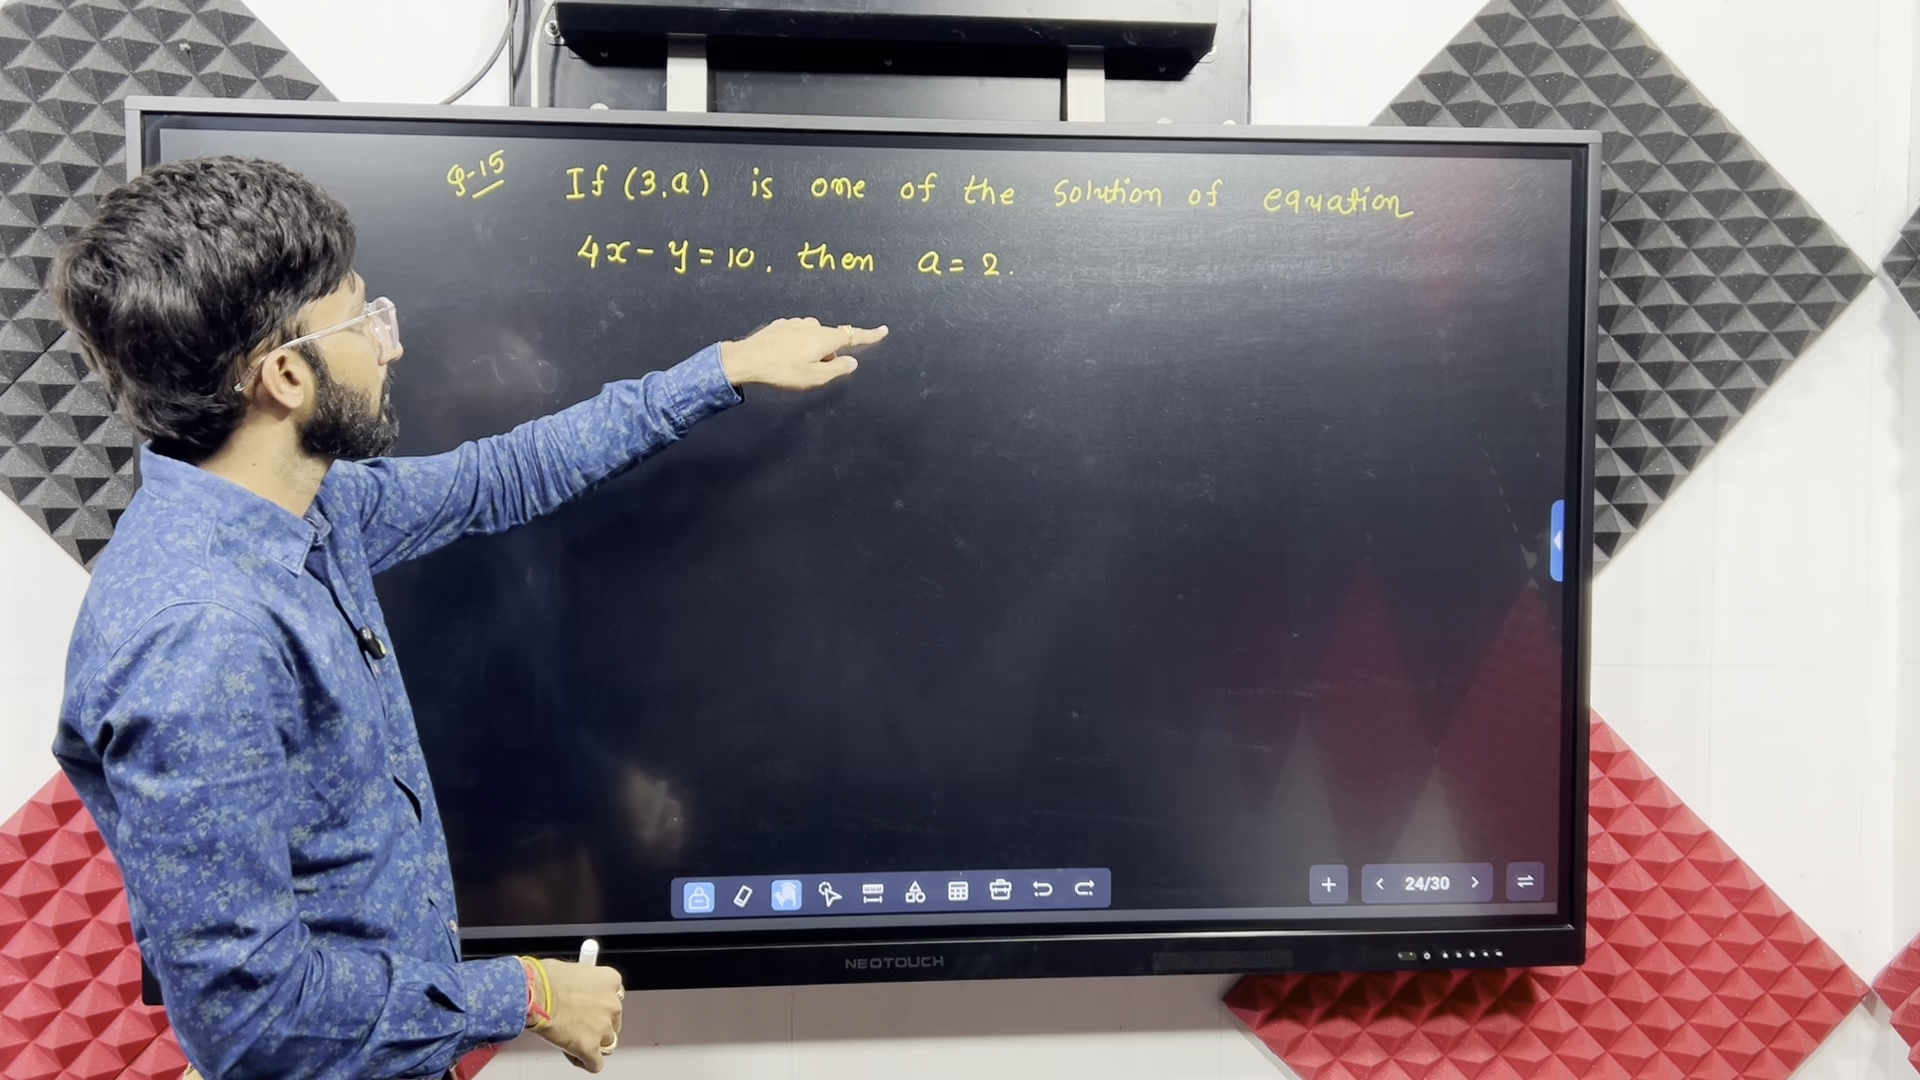 Q-15 If (3,a) is one of the solution of equation
4x - y = 10, then a = 2.
24/30
NEOTOUCH